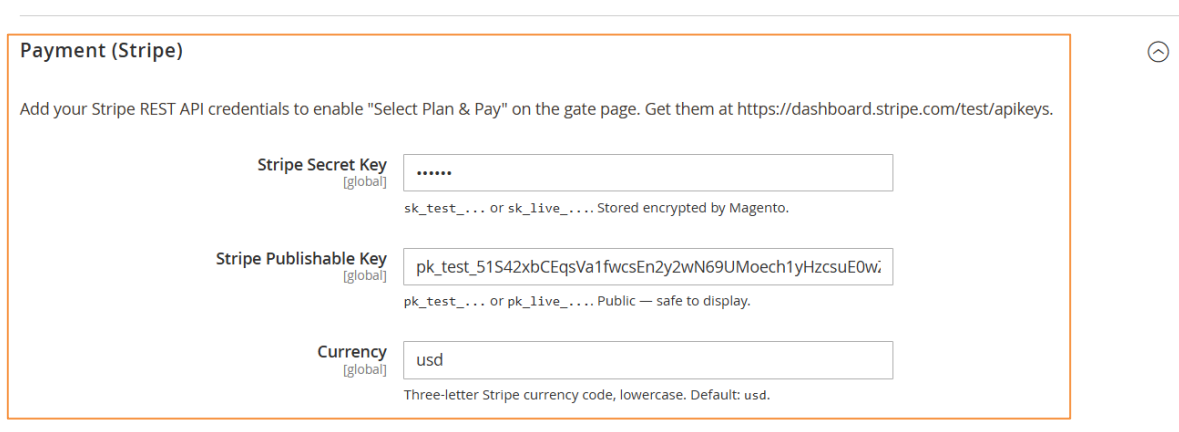 Payment (Stripe)
Add your Stripe REST API credentials to enable "Select Plan & Pay" on the gate page. Get them at https://dashboard.stripe.com/test/apikeys.
Stripe Secret Key
[global]
••••••
sk_test_... or sk_live_.... Stored encrypted by Magento.
Stripe Publishable Key
[global]
pk_test_51S42xbCEqsVa1fwcsEn2y2wN69UMoech1yHzcsuE0wZ
pk_test_... or pk_live_.... Public — safe to display.
Currency
[global]
usd
Three-letter Stripe currency code, lowercase. Default: usd.